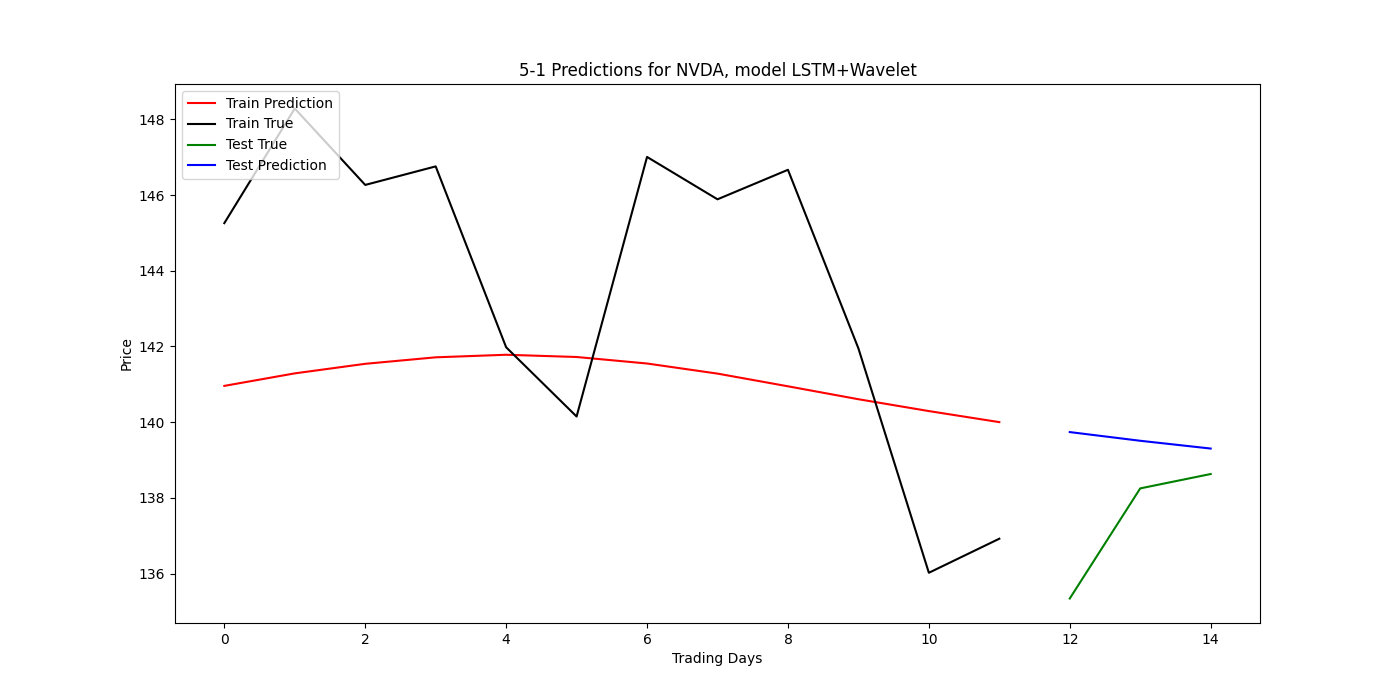 5-1 Predictions for NVDA, model LSTM+Wavelet
Train Prediction
Train True
Test True
Test Prediction
148
146
144
142
140
138
136
Price
0 2 4 6 8 10 12 14
Trading Days